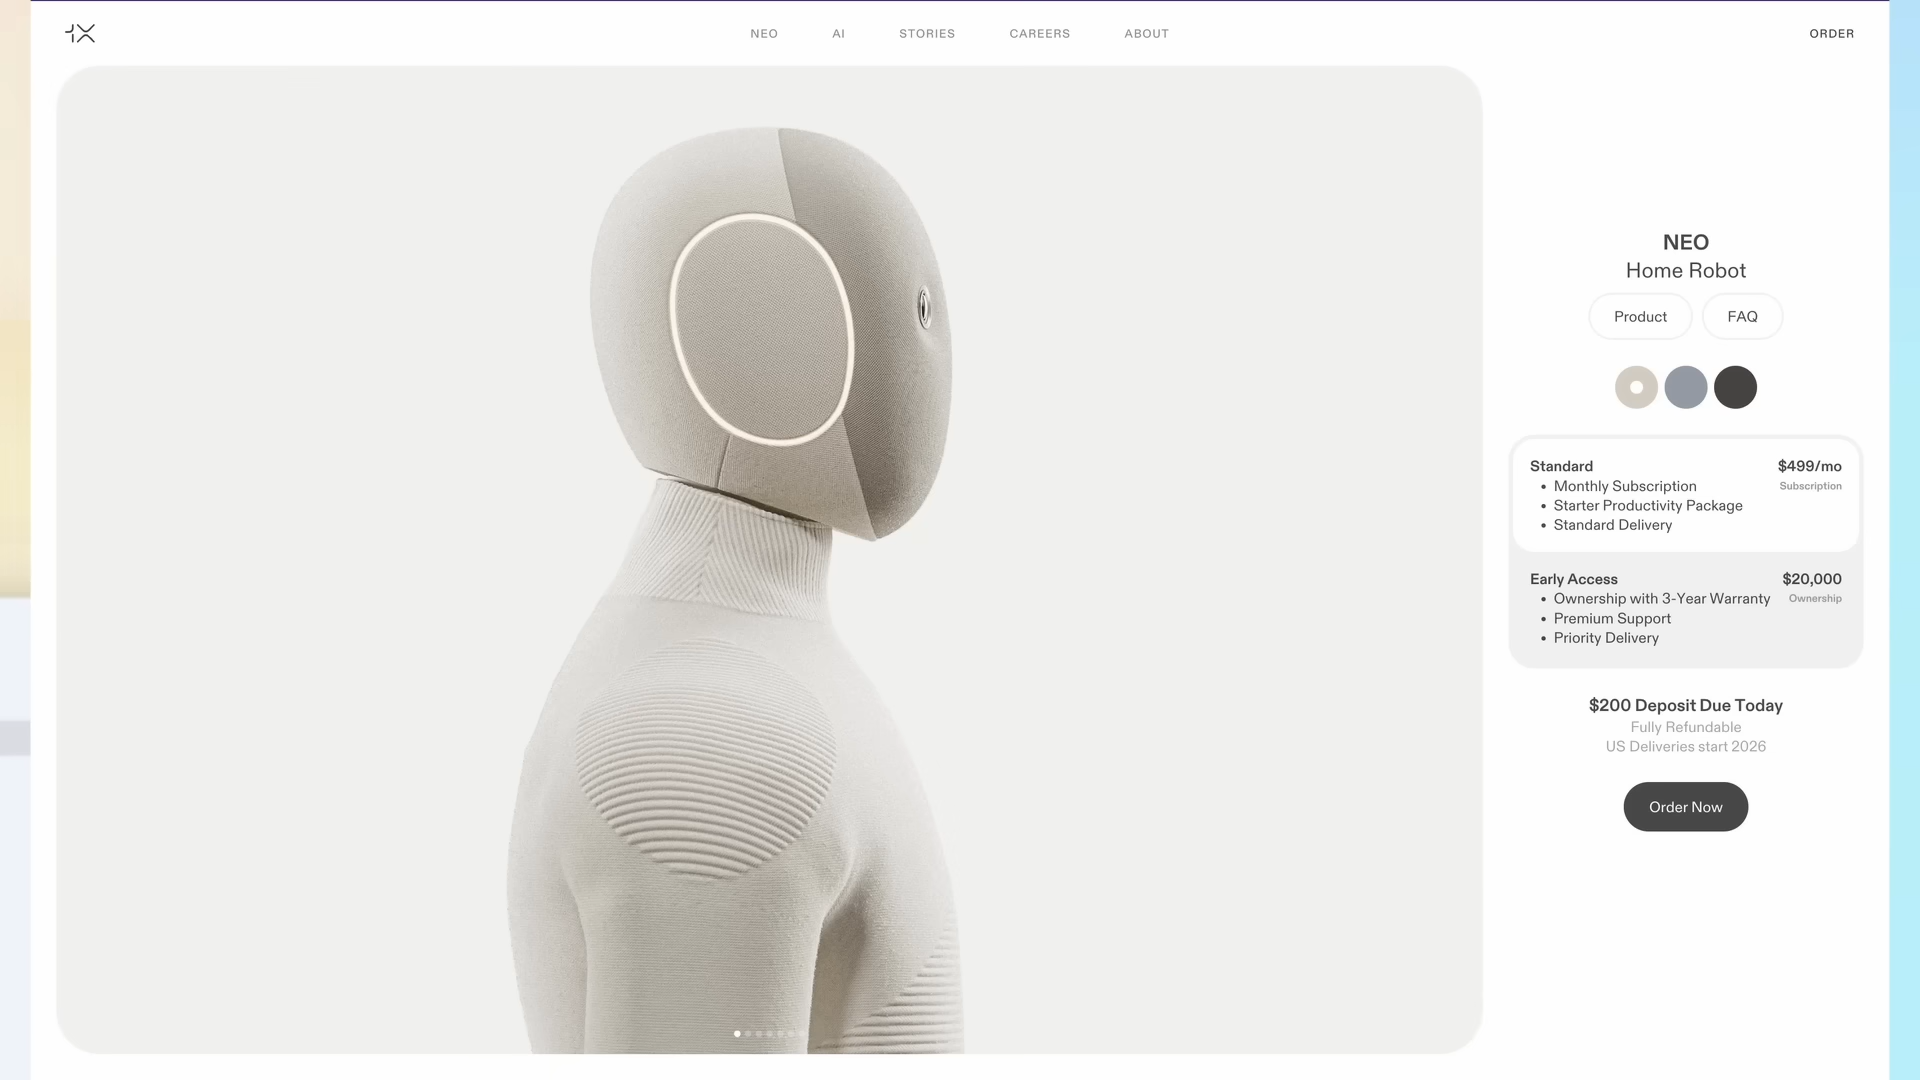 1X
NEO
AI
STORIES
CAREERS
ABOUT
ORDER
NEO
Home Robot
Product
FAQ
Standard
$499/mo
• Monthly Subscription
Subscription
• Starter Productivity Package
• Standard Delivery
Early Access
$20,000
• Ownership with 3-Year Warranty
Ownership
• Premium Support
• Priority Delivery
$200 Deposit Due Today
Fully Refundable
US Deliveries start 2026
Order Now